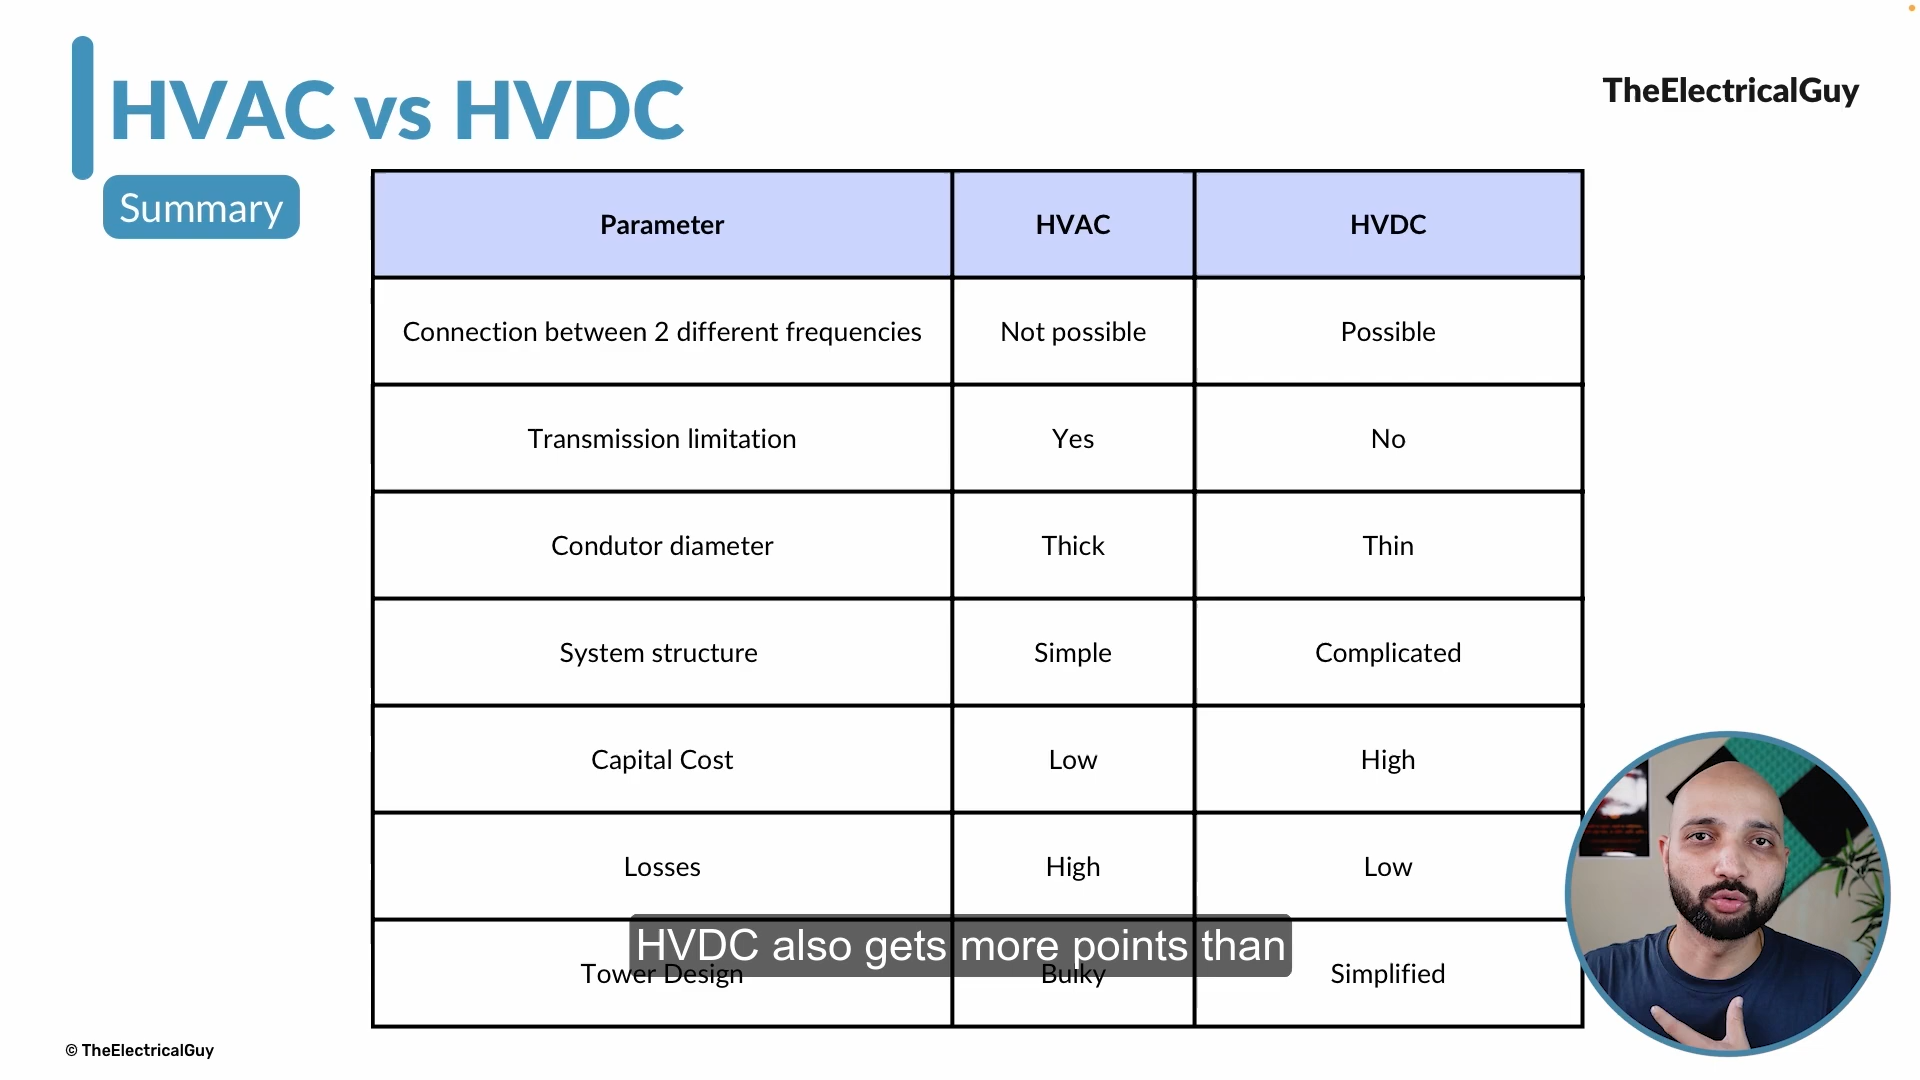 HVAC vs HVDC
TheElectricalGuy
Summary
Parameter HVAC HVDC
Connection between 2 different frequencies Not possible Possible
Transmission limitation Yes No
Condutor diameter Thick Thin
System structure Simple Complicated
Capital Cost Low High
Losses High Low
HVDC also gets more points than
Tower Design Bulky Simplified
© TheElectricalGuy